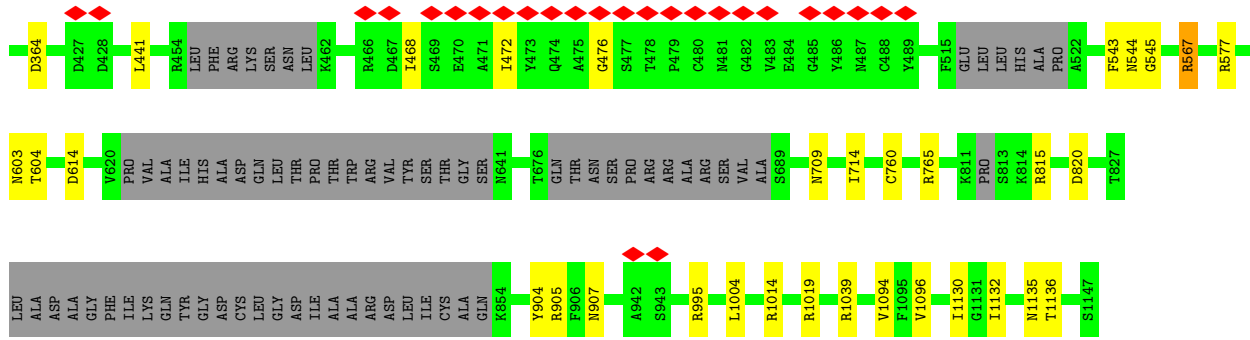 D364 D427 D428 L441 R454 LEU PHE ARG LYS SER ASN LEU K462 R466 D467 I468 S469 E470 A471 I472 Y473 Q474 A475 G476 S477 T478 P479 C480 N481 G482 V483 E484 G485 Y486 N487 C488 Y489 F515 GLU LEU LEU HIS ALA PRO A522 F543 N544 G545 R567 R577
N603 T604 D614 V620 PRO VAL ALA ILE HIS ALA ASP GLN LEU THR PRO THR TRP ARG VAL TYR SER THR GLY SER N641 T676 GLN THR ASN SER PRO ARG ARG ALA ARG SER VAL ALA S689 N709 I714 C760 R765 K811 PRO S813 K814 R815 D820 T827
LEU ALA ASP ALA GLY PHE ILE LYS GLN TYR GLY ASP CYS LEU GLY ASP ILE ALA ALA ARG ASP LEU ILE CYS ALA GLN K854 Y904 R905 F906 N907 A942 S943 R995 L1004 R1014 R1019 R1039 V1094 F1095 V1096 I1130 G1131 I1132 N1135 T1136 S1147